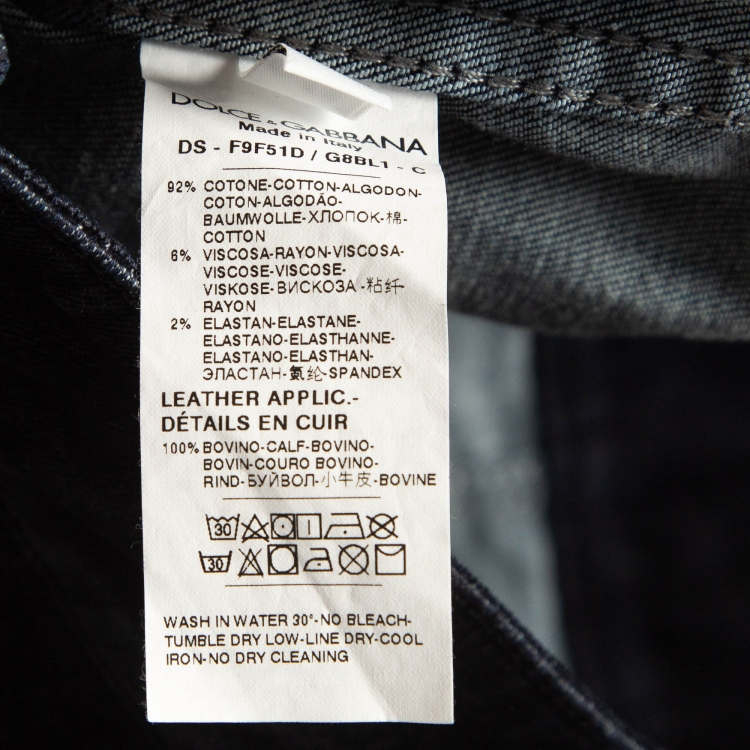 DOLCE & GABBANA
Made in Italy
DS - F9F51D / G8BL1 - C
92% COTONE-COTTON-ALGODON-
COTON-ALGODÃO-
BAUMWOLLE-ХЛОПОК-棉-
COTTON
6% VISCOSA-RAYON-VISCOSA-
VISCOSE-VISCOSE-
VISKOSE-ВИСКОЗА-粘纤-
RAYON
2% ELASTAN-ELASTANE-
ELASTANO-ELASTHANNE-
ELASTANO-ELASTHAN-
ЭЛАСТАН-氨纶-SPANDEX
LEATHER APPLIC.-
DÉTAILS EN CUIR
100% BOVINO-CALF-BOVINO-
BOVIN-COURO BOVINO-
RIND-БУЙВОЛ-小牛皮-BOVINE
30
30
WASH IN WATER 30°-NO BLEACH-
TUMBLE DRY LOW-LINE DRY-COOL
IRON-NO DRY CLEANING